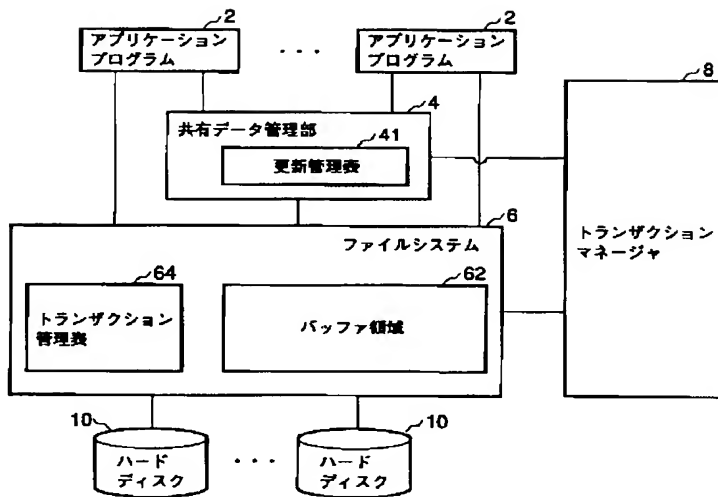 2
アプリケーション
プログラム
・・・
2
アプリケーション
プログラム
8
4
共有データ管理部
41
更新管理表
6
ファイルシステム
トランザクション
マネージャ
64
トランザクション
管理表
62
バッファ領域
10
ハード
ディスク
・・・
10
ハード
ディスク